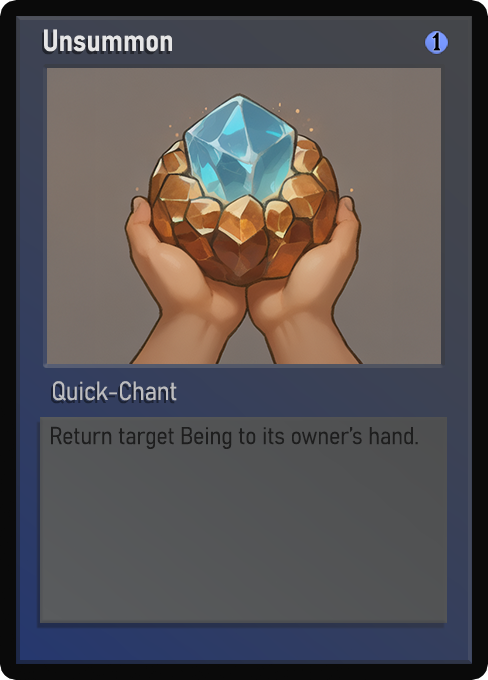 Unsummon
1
Quick-Chant
Return target Being to its owner's hand.